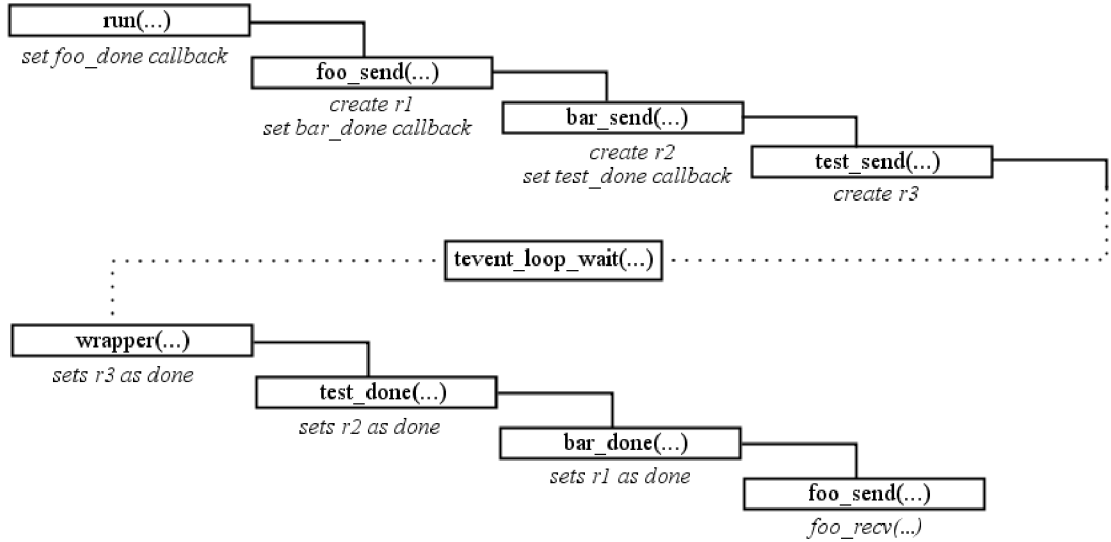 run(...)
set foo_done callback
foo_send(...)
create r1
set bar_done callback
bar_send(...)
create r2
set test_done callback
test_send(...)
create r3
tevent_loop_wait(...)
wrapper(...)
sets r3 as done
test_done(...)
sets r2 as done
bar_done(...)
sets r1 as done
foo_send(...)
foo_recv(...)